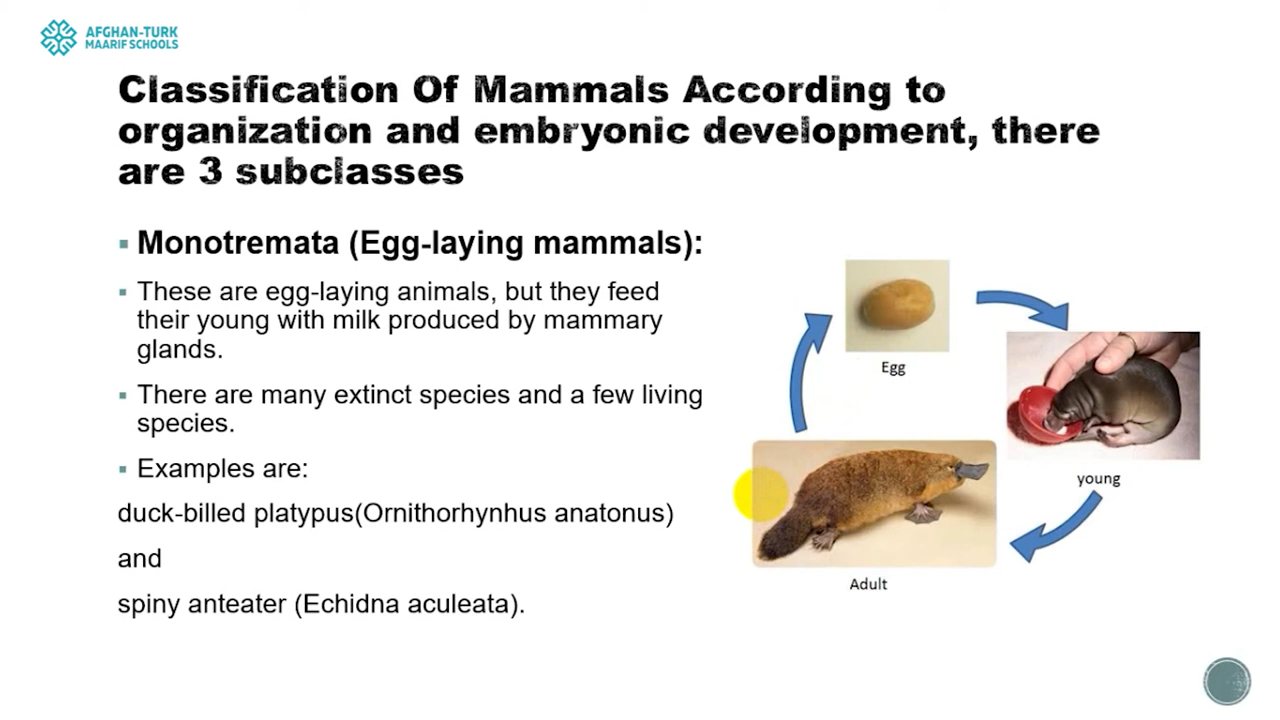 AFGHAN-TURK
MAARIF SCHOOLS
Classification Of Mammals According to
organization and embryonic development, there
are 3 subclasses
Monotremata (Egg-laying mammals):
These are egg-laying animals, but they feed
their young with milk produced by mammary
glands.
There are many extinct species and a few living
species.
Examples are:
duck-billed platypus(Ornithorhynhus anatonus)
and
spiny anteater (Echidna aculeata).
Egg
young
Adult